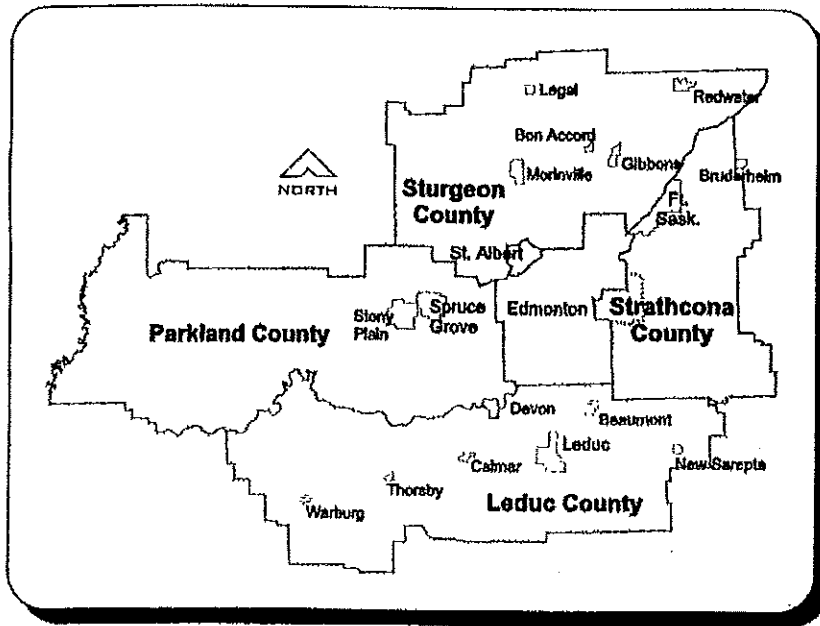 Legal
Redwater
Bon Accord
Gibbons
Bruderheim
Morinville
NORTH
Sturgeon
County
Ft.
Sask.
St. Albert
Stony
Plain
Spruce
Grove
Edmonton
Strathcona
County
Parkland County
Devon
Beaumont
Leduc
Calmar
New Sarepta
Thorsby
Leduc County
Warburg